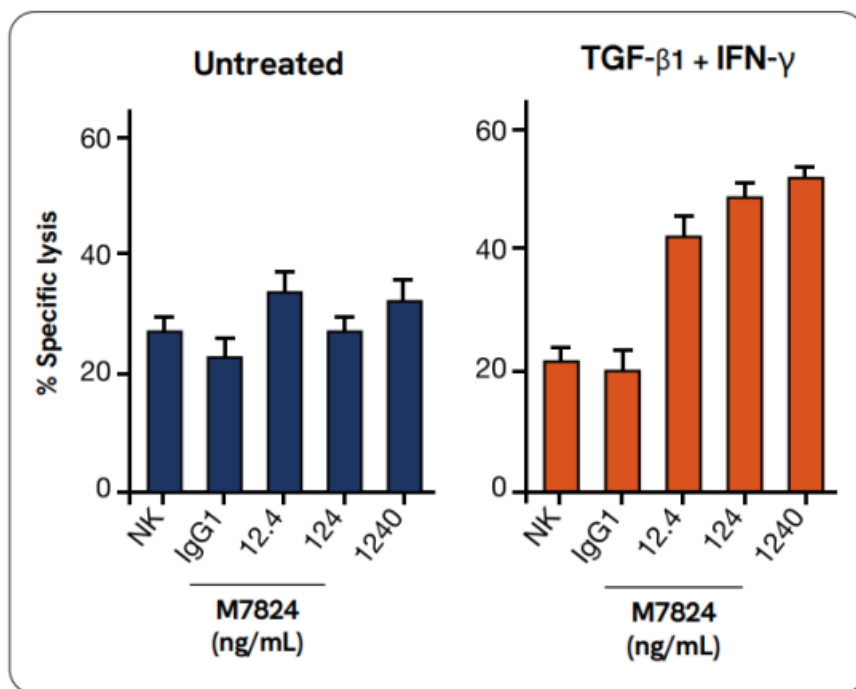 Untreated
% Specific lysis
60
40
20
0
NK
IgG1
12.4
124
1240
M7824
(ng/mL)
TGF-β1 + IFN-γ
60
40
20
0
NK
IgG1
12.4
124
1240
M7824
(ng/mL)